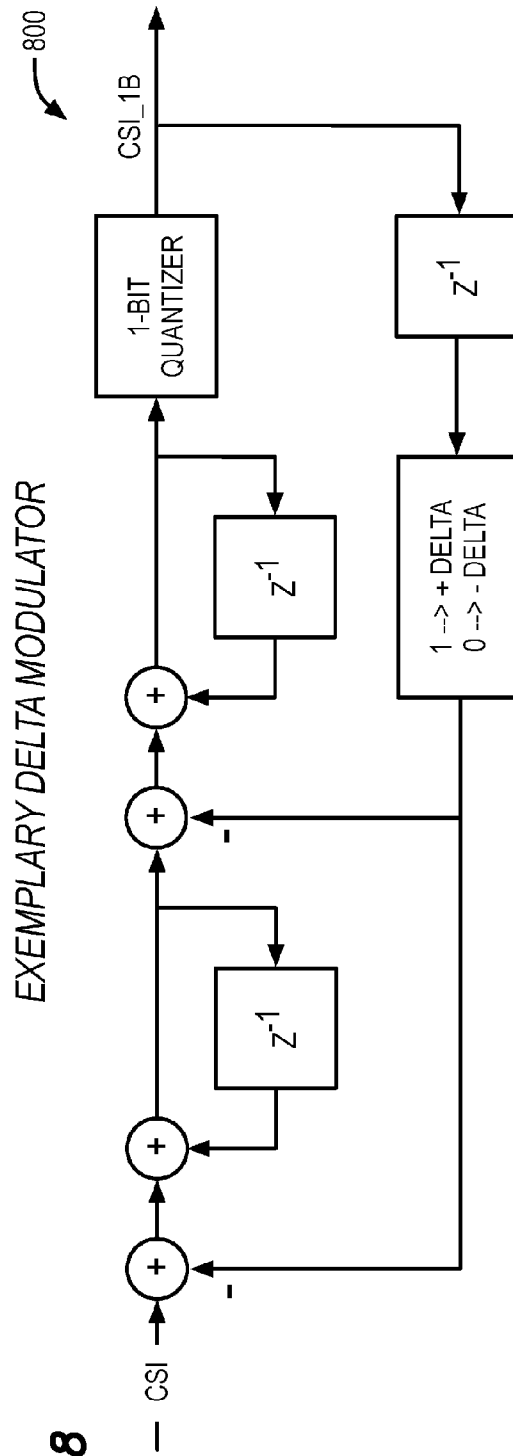 8
EXEMPLARY DELTA MODULATOR
800
CSI
+
-
+
z-1
+
-
+
z-1
1-BIT
QUANTIZER
CSI_1B
z-1
1 --> + DELTA
0 --> - DELTA